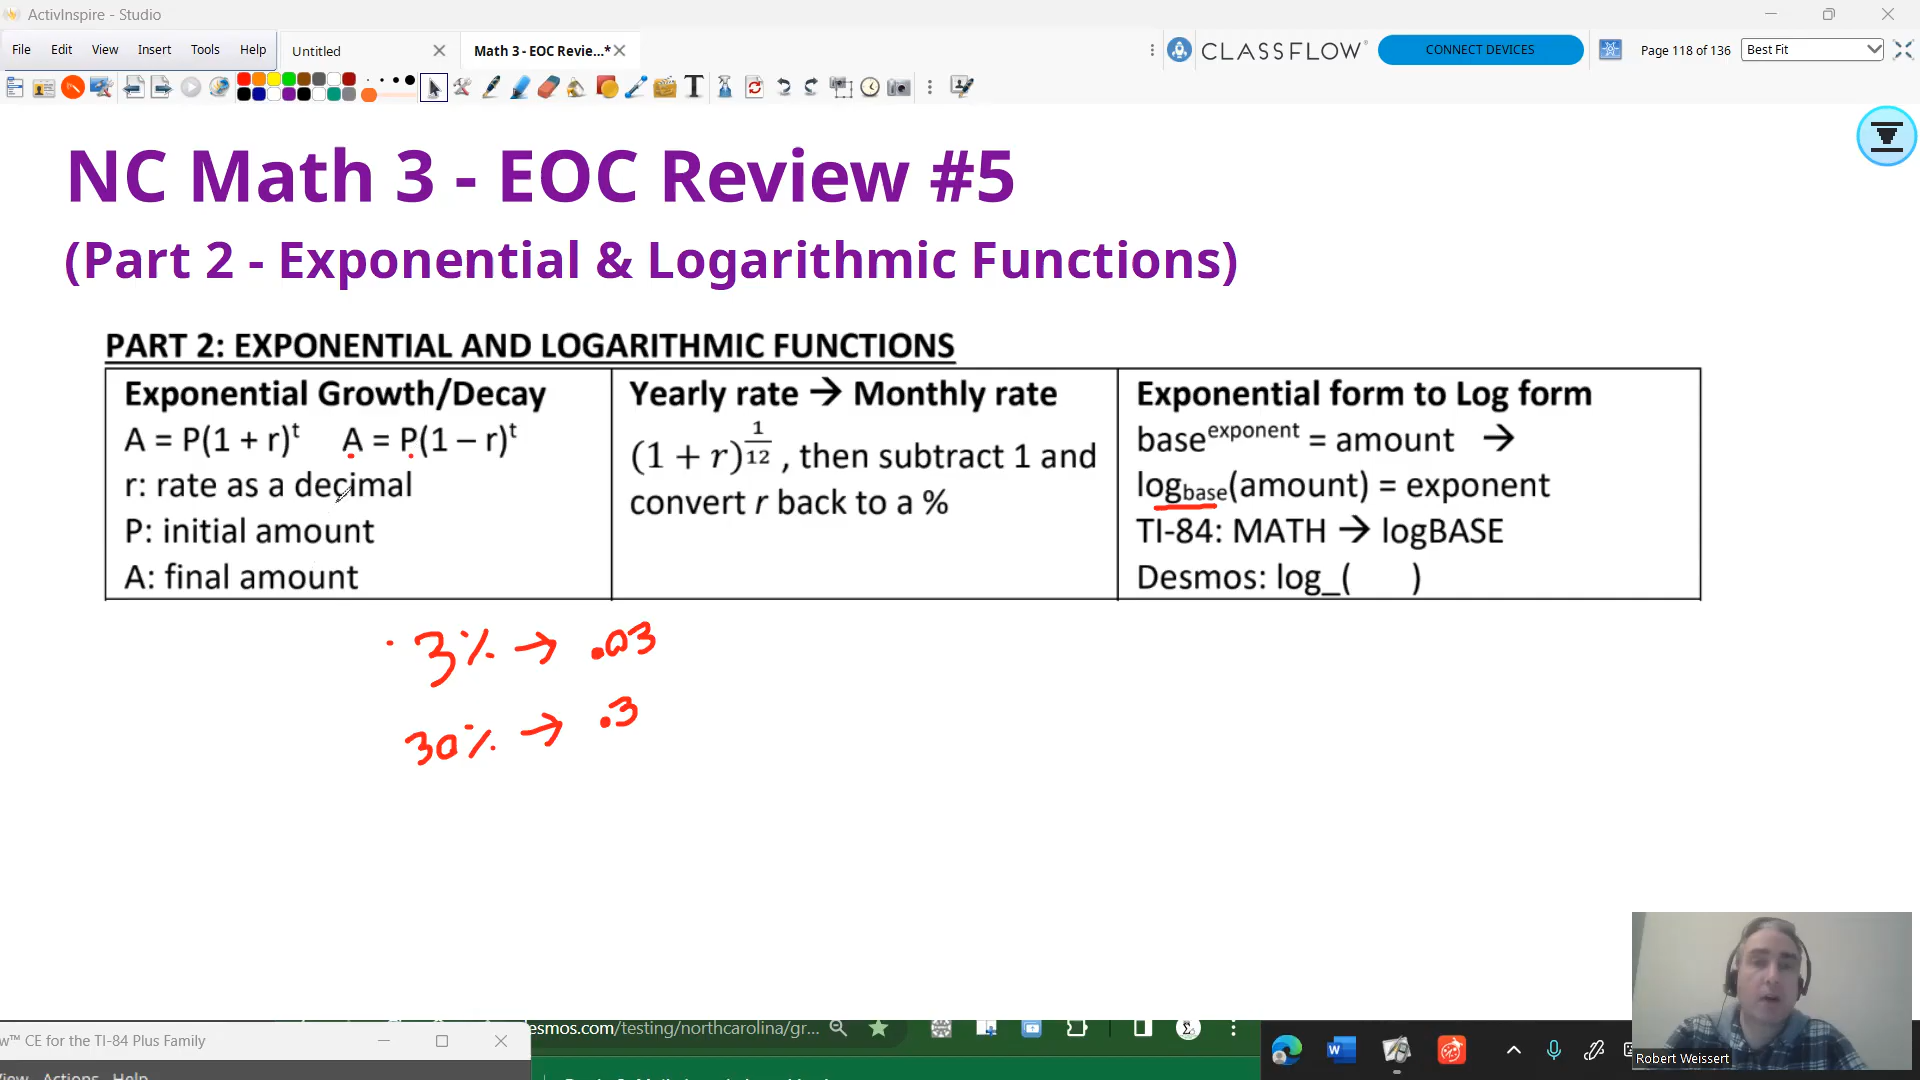 ActivInspire - Studio
File Edit View Insert Tools Help
Untitled
Math 3 - EOC Revie...*
CLASSFLOW
CONNECT DEVICES
Page 118 of 136
Best Fit
NC Math 3 - EOC Review #5
(Part 2 - Exponential & Logarithmic Functions)
PART 2: EXPONENTIAL AND LOGARITHMIC FUNCTIONS
Exponential Growth/Decay
A = P(1 + r)^t A = P(1 – r)^t
r: rate as a decimal
P: initial amount
A: final amount
Yearly rate → Monthly rate
(1 + r)^(1/12), then subtract 1 and
convert r back to a %
Exponential form to Log form
base^exponent = amount →
log_base(amount) = exponent
TI-84: MATH → logBASE
Desmos: log_( )
3% → .03
30% → .3
w™ CE for the TI-84 Plus Family
Actions Help
esmos.com/testing/northcarolina/gr...
Robert Weissert